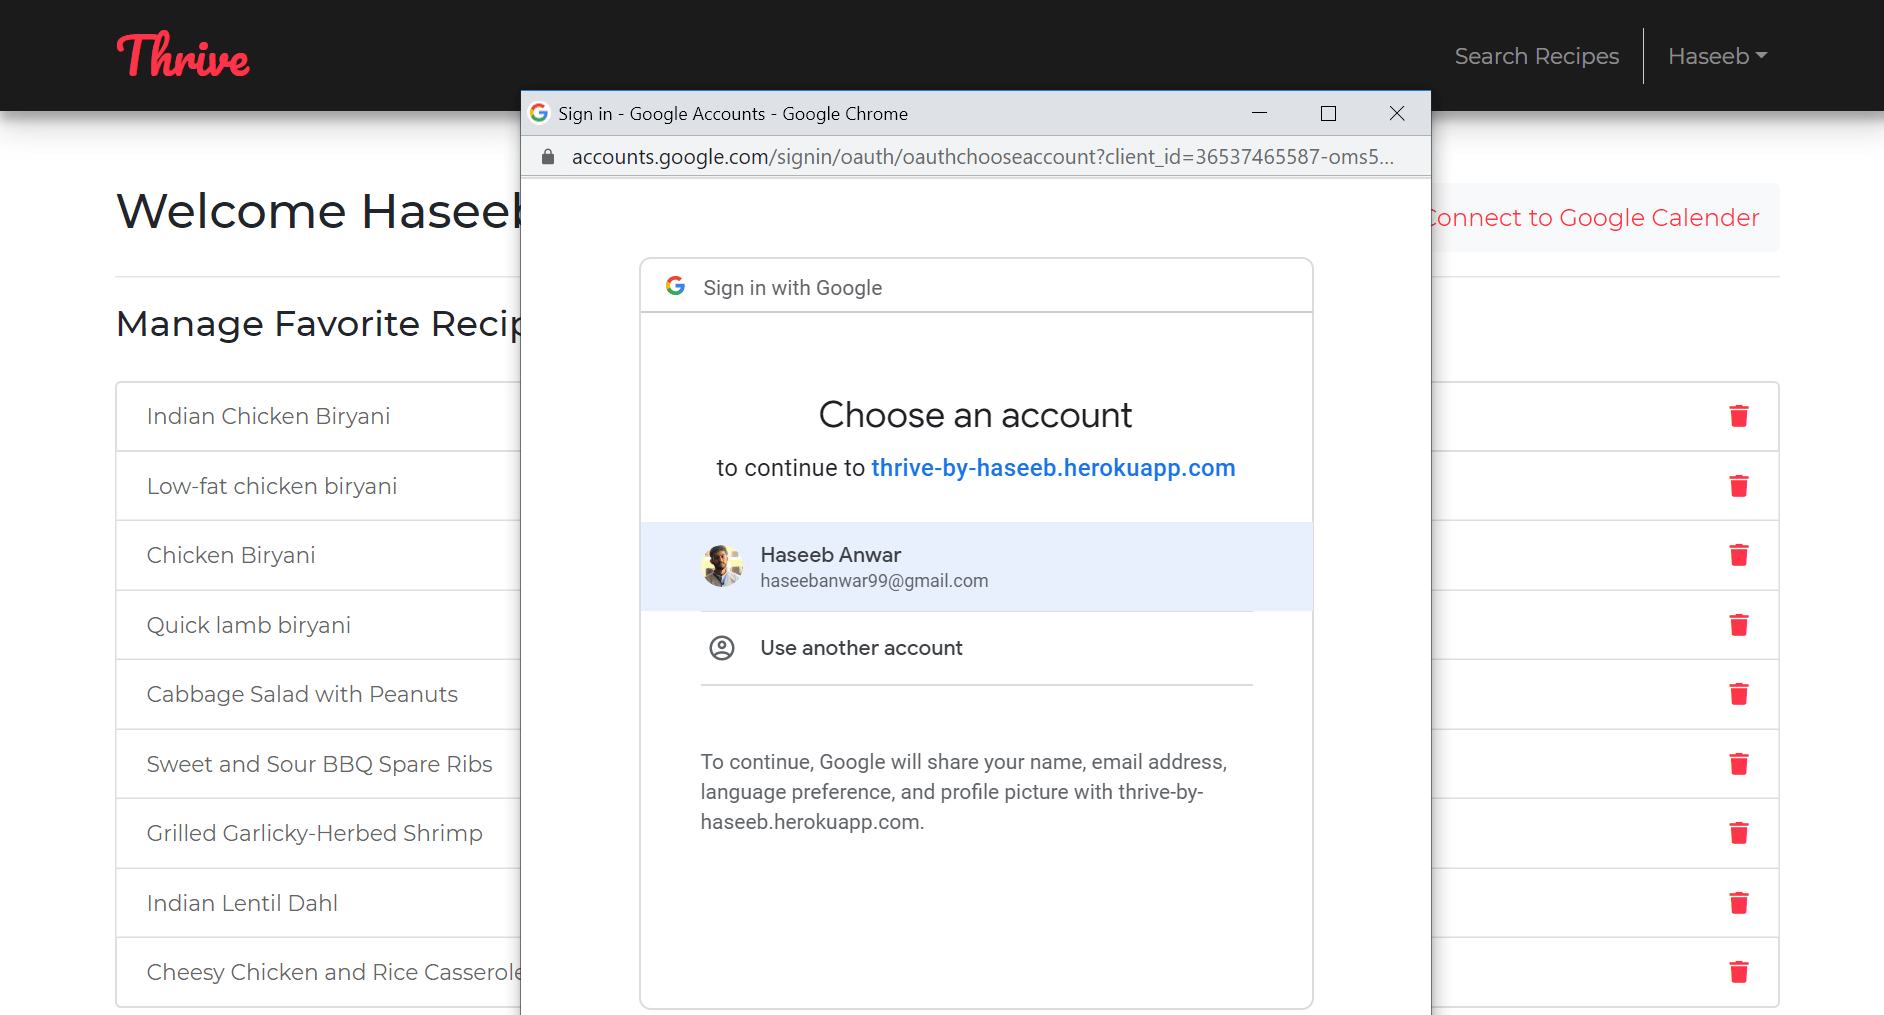 Thrive
Search Recipes
Haseeb
Sign in - Google Accounts - Google Chrome
accounts.google.com/signin/oauth/oauthchooseaccount?client_id=36537465587-oms5...
Welcome Haseeb
Connect to Google Calender
Manage Favorite Recip
Sign in with Google
Choose an account
to continue to thrive-by-haseeb.herokuapp.com
Haseeb Anwar
haseebanwar99@gmail.com
Use another account
To continue, Google will share your name, email address,
language preference, and profile picture with thrive-by-
haseeb.herokuapp.com.
Indian Chicken Biryani
Low-fat chicken biryani
Chicken Biryani
Quick lamb biryani
Cabbage Salad with Peanuts
Sweet and Sour BBQ Spare Ribs
Grilled Garlicky-Herbed Shrimp
Indian Lentil Dahl
Cheesy Chicken and Rice Casserole